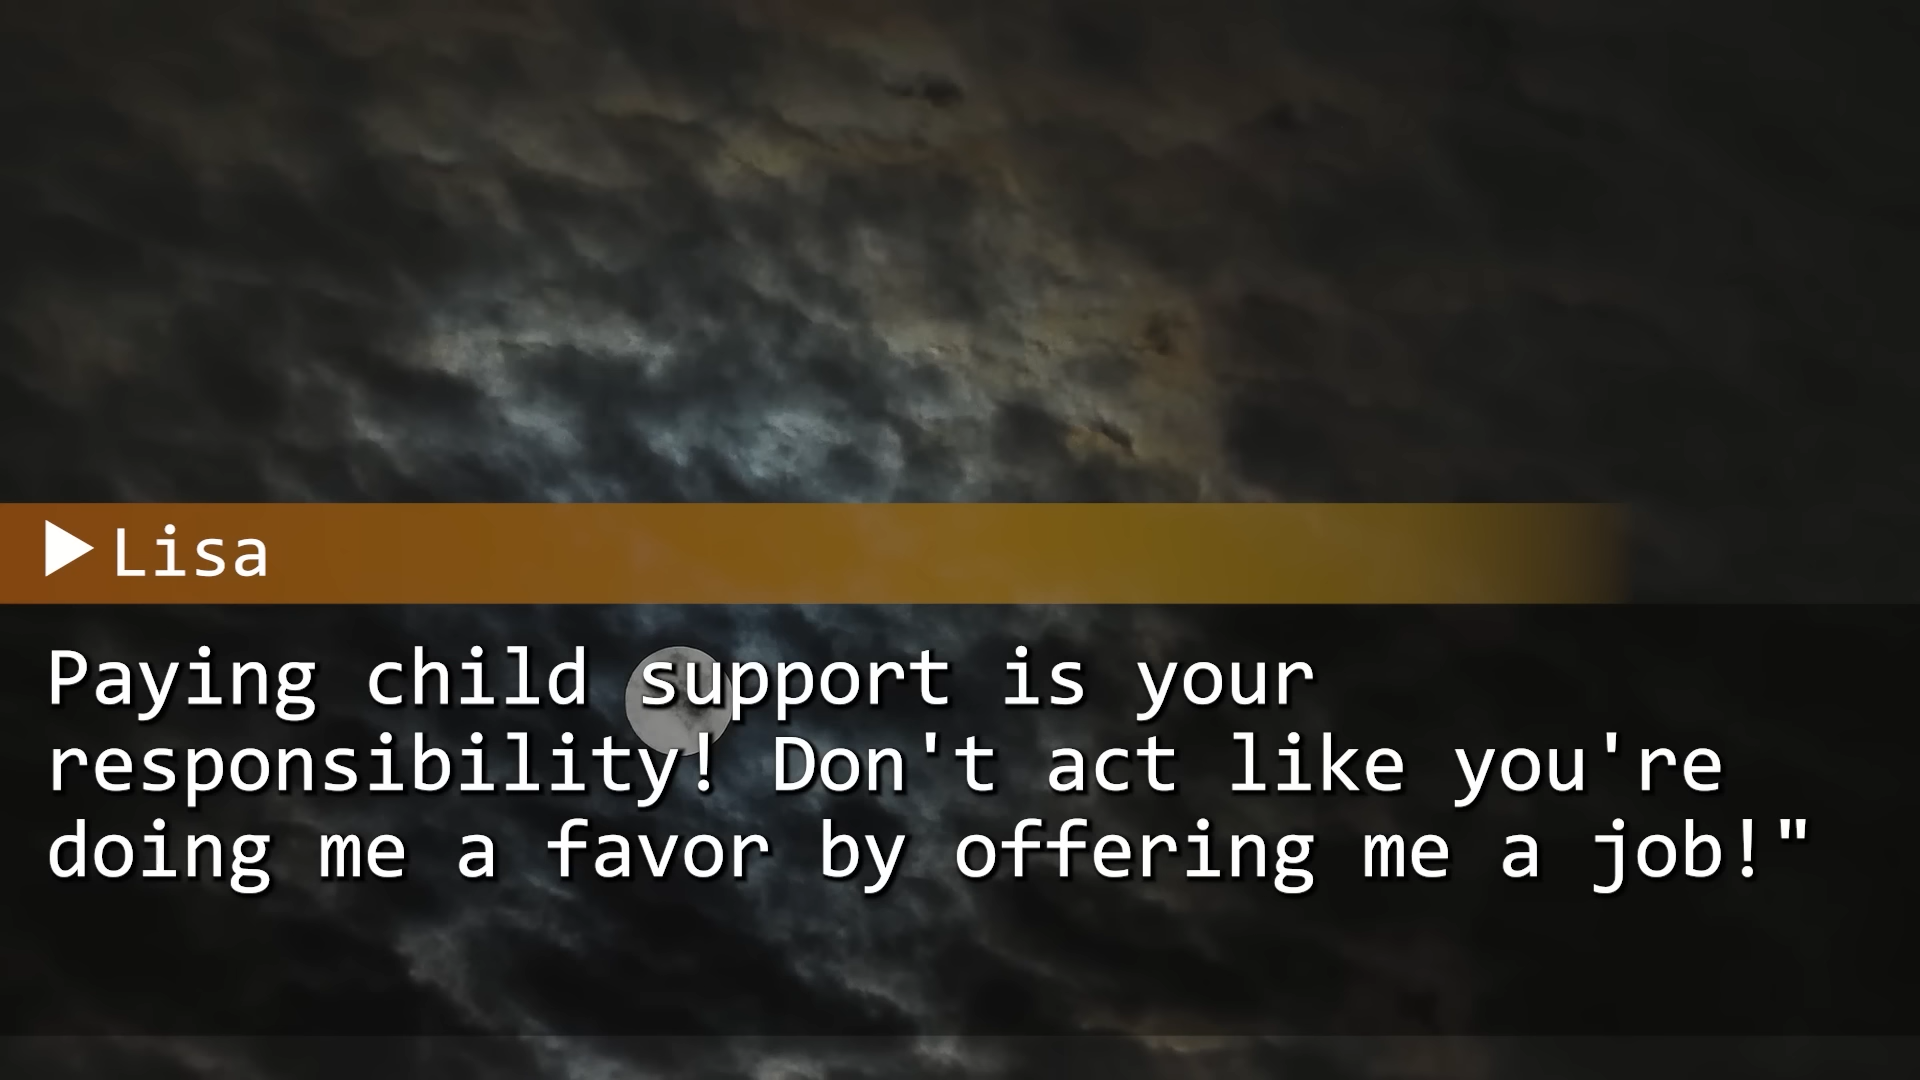 ▶Lisa
Paying child support is your
responsibility! Don't act like you're
doing me a favor by offering me a job!"